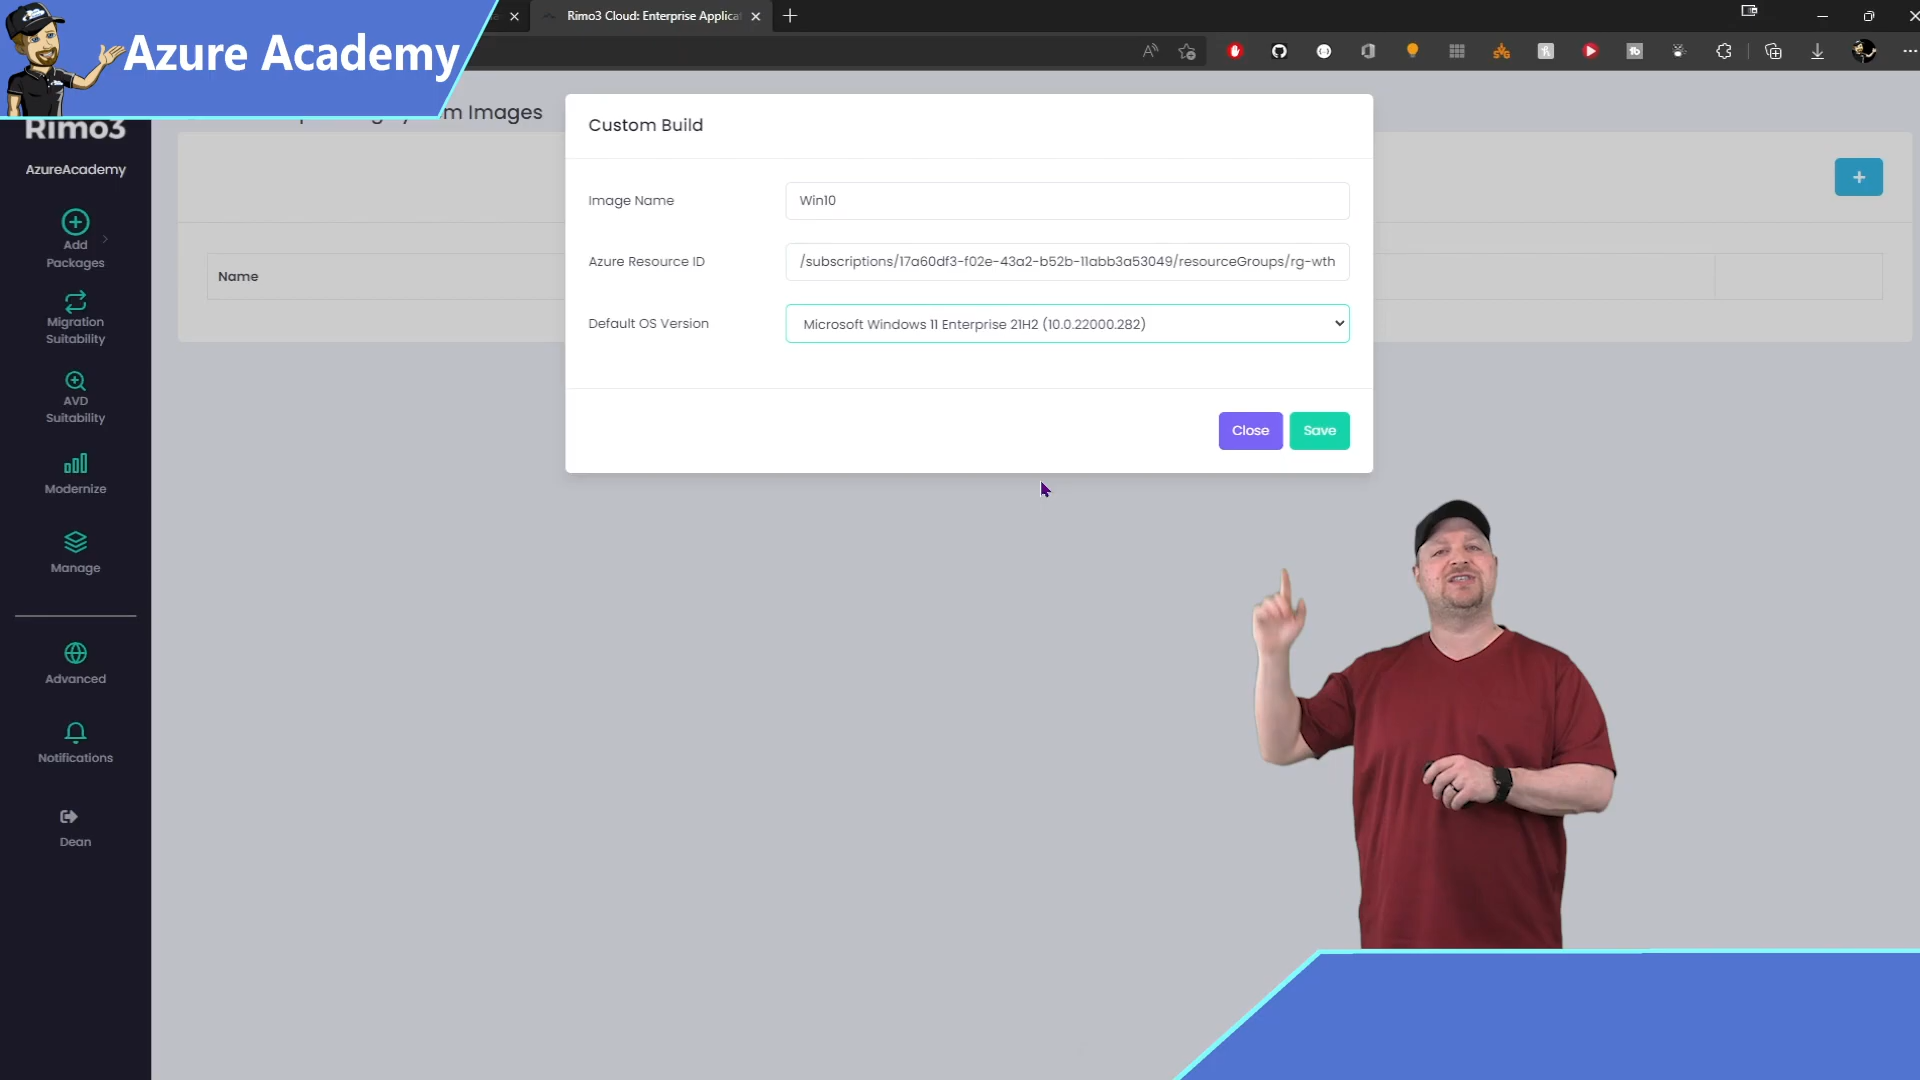 Rimo3 Cloud: Enterprise Applica
Azure Academy
m Images
Rimo3
AzureAcademy
Add
Packages
Migration
Suitability
AVD
Suitability
Modernize
Manage
Advanced
Notifications
Dean
Name
+
Custom Build
Image Name
Win10
Azure Resource ID
/subscriptions/17a60df3-f02e-43a2-b52b-11abb3a53049/resourceGroups/rg-wth
Default OS Version
Microsoft Windows 11 Enterprise 21H2 (10.0.22000.282)
Close
Save